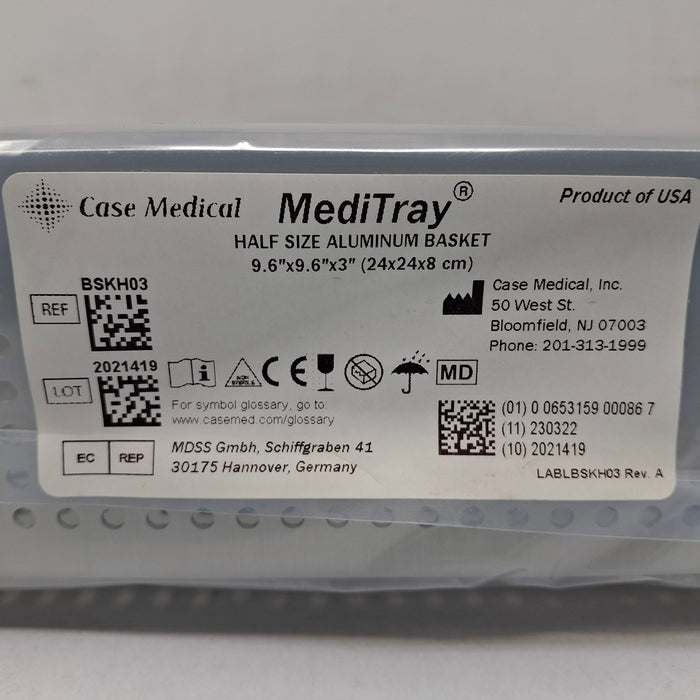 Case Medical MediTray® Product of USA
HALF SIZE ALUMINUM BASKET
9.6"x9.6"x3" (24x24x8 cm)
BSKH03
REF
Case Medical, Inc.
50 West St.
Bloomfield, NJ 07003
Phone: 201-313-1999
2021419
LOT
i
NON STERILE
CE
MD
For symbol glossary, go to:
www.casemed.com/glossary
(01) 0 0653159 00086 7
(11) 230322
(10) 2021419
EC REP
MDSS Gmbh, Schiffgraben 41
30175 Hannover, Germany
LABLBSKH03 Rev. A